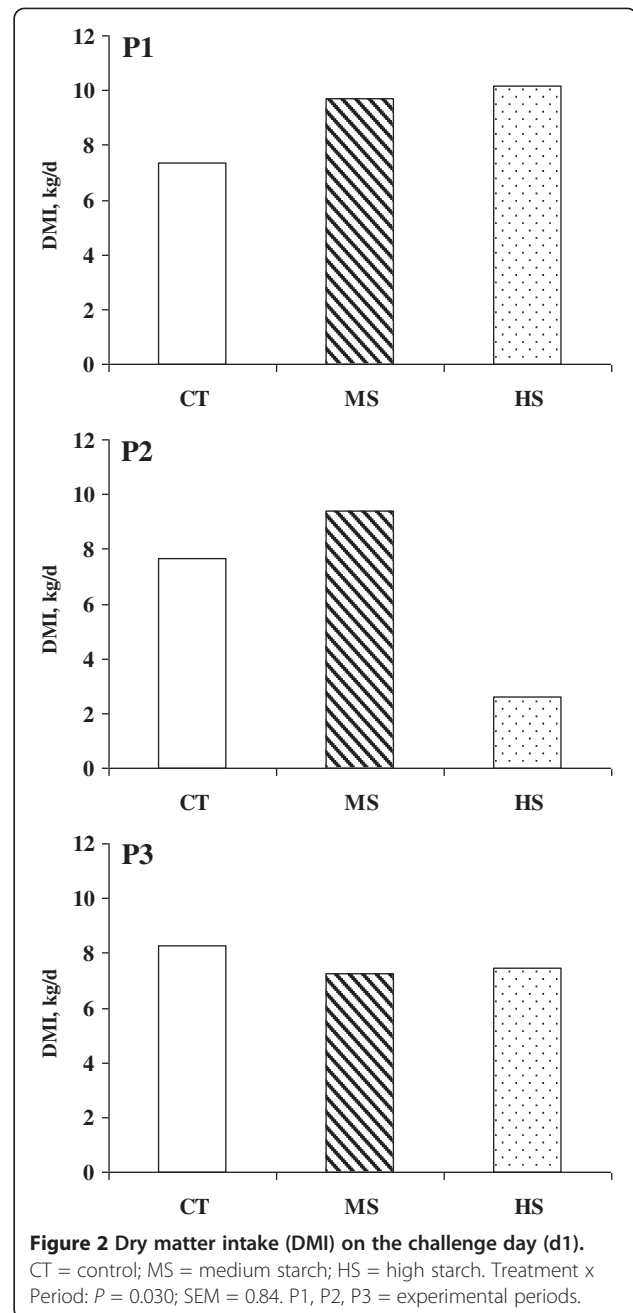 P1
12
10
8
6
4
2
0
DMI, kg/d
CT MS HS
P2
12
10
8
6
4
2
0
DMI, kg/d
CT MS HS
P3
12
10
8
6
4
2
0
DMI, kg/d
CT MS HS
Figure 2 Dry matter intake (DMI) on the challenge day (d1).
CT = control; MS = medium starch; HS = high starch. Treatment x
Period: P = 0.030; SEM = 0.84. P1, P2, P3 = experimental periods.